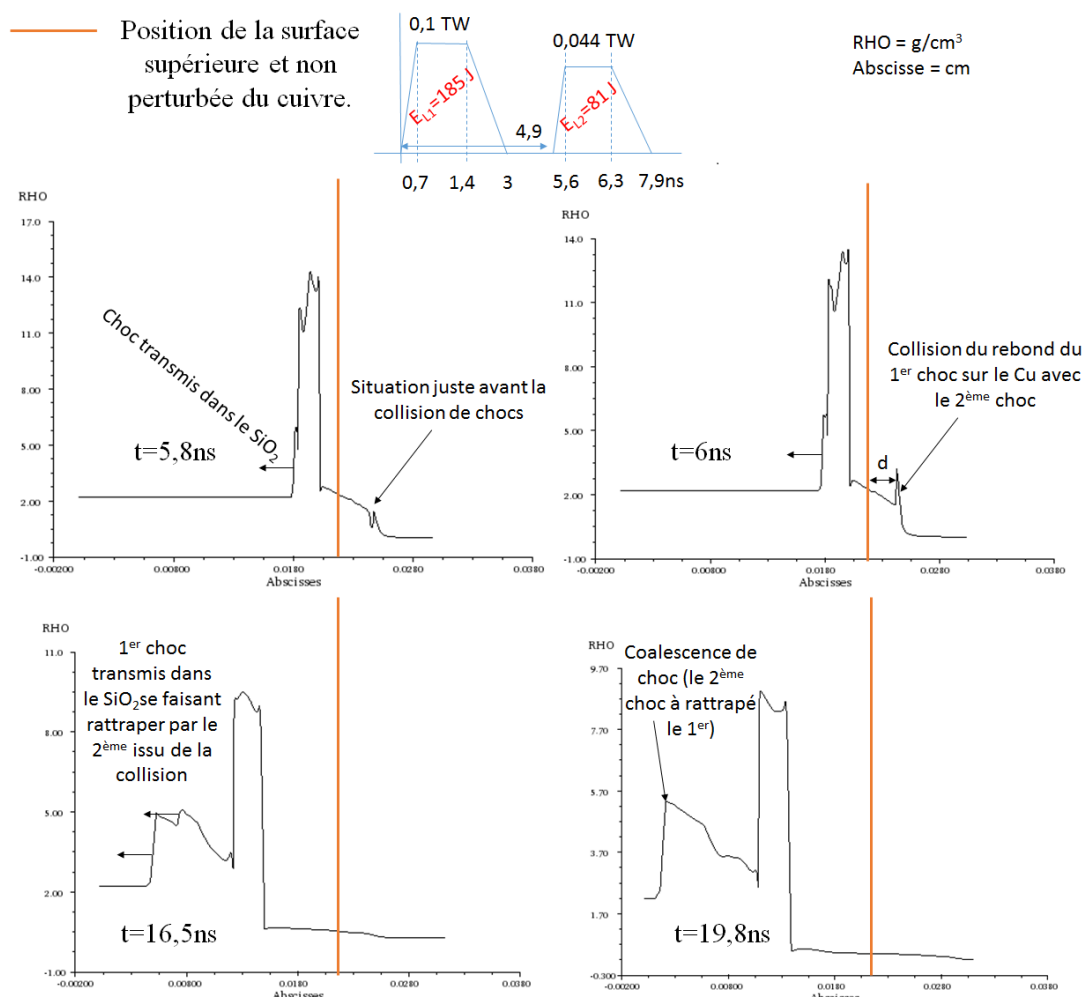 Position de la surface
supérieure et non
perturbée du cuivre.
0,1 TW
0,044 TW
E_L1=185 J
E_L2=81 J
4,9
0,7 1,4 3 5,6 6,3 7,9ns
RHO = g/cm³
Abscisse = cm
RHO
17.0
14.0
11.0
8.00
5.00
2.00
-1.00
-0.00200 0.00800 0.0180 0.0280 0.0380
Abscisses
Choc transmis dans le SiO₂
t=5,8ns
Situation juste avant la
collision de chocs
RHO
14.0
11.0
8.00
5.00
2.00
-1.00
-0.00200 0.00800 0.0180 0.0280 0.0380
Abscisses
t=6ns
d
Collision du rebond du
1er choc sur le Cu avec
le 2ème choc
RHO
11.0
8.00
5.00
2.00
-1.00
-0.00200 0.00800 0.0180 0.0280 0.0380
Abscisses
1er choc
transmis dans
le SiO₂se faisant
rattraper par le
2ème issu de la
collision
t=16,5ns
RHO
9.70
7.70
5.70
3.70
1.70
-0.300
-0.00200 0.00800 0.0180 0.0280 0.0380
Abscisses
Coalescence de
choc (le 2ème
choc à rattrapé
le 1er)
t=19,8ns